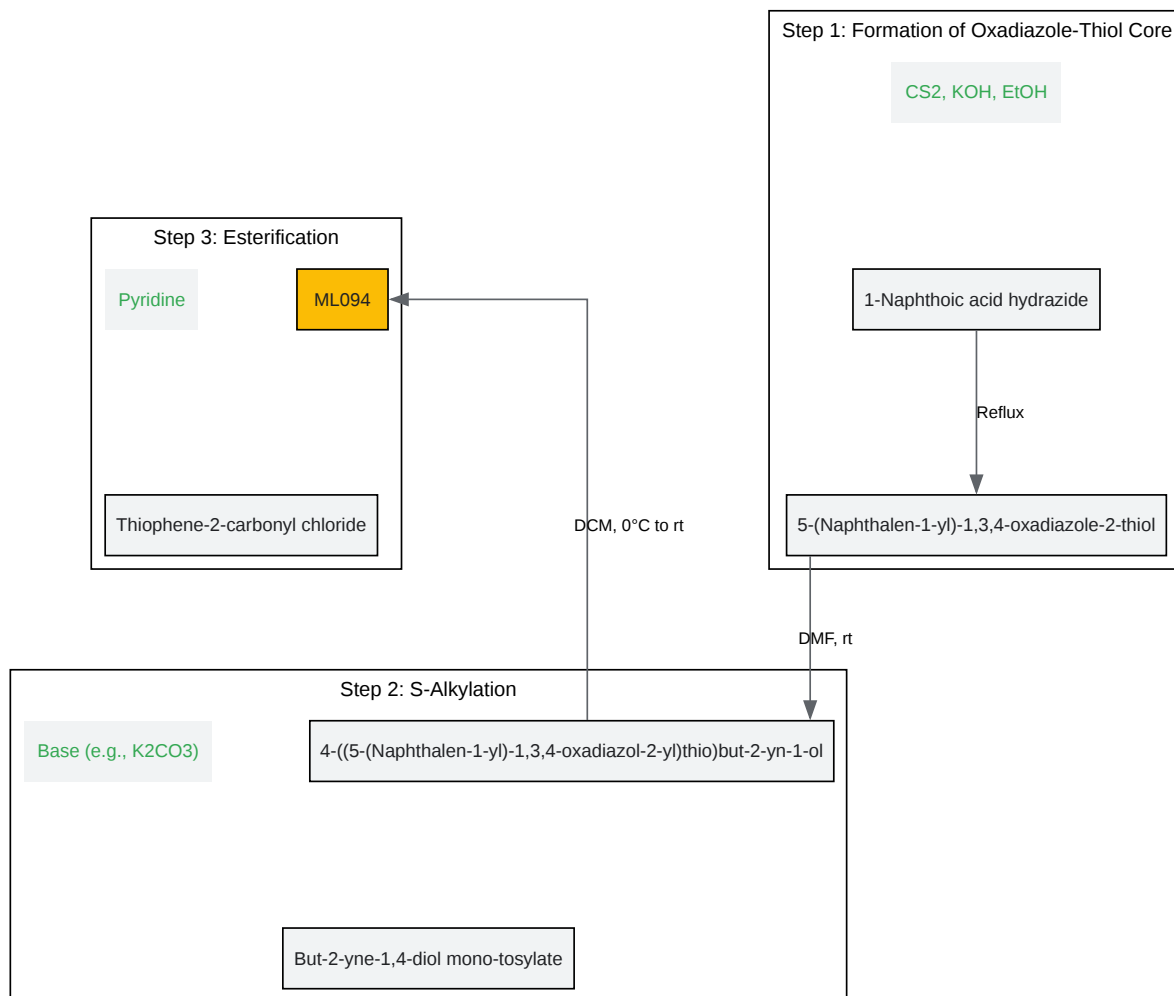 Step 1: Formation of Oxadiazole-Thiol Core
CS2, KOH, EtOH
1-Naphthoic acid hydrazide
Reflux
5-(Naphthalen-1-yl)-1,3,4-oxadiazole-2-thiol
DMF, rt
Step 2: S-Alkylation
Base (e.g., K2CO3)
4-((5-(Naphthalen-1-yl)-1,3,4-oxadiazol-2-yl)thio)but-2-yn-1-ol
But-2-yne-1,4-diol mono-tosylate
DCM, 0°C to rt
Step 3: Esterification
Pyridine
ML094
Thiophene-2-carbonyl chloride